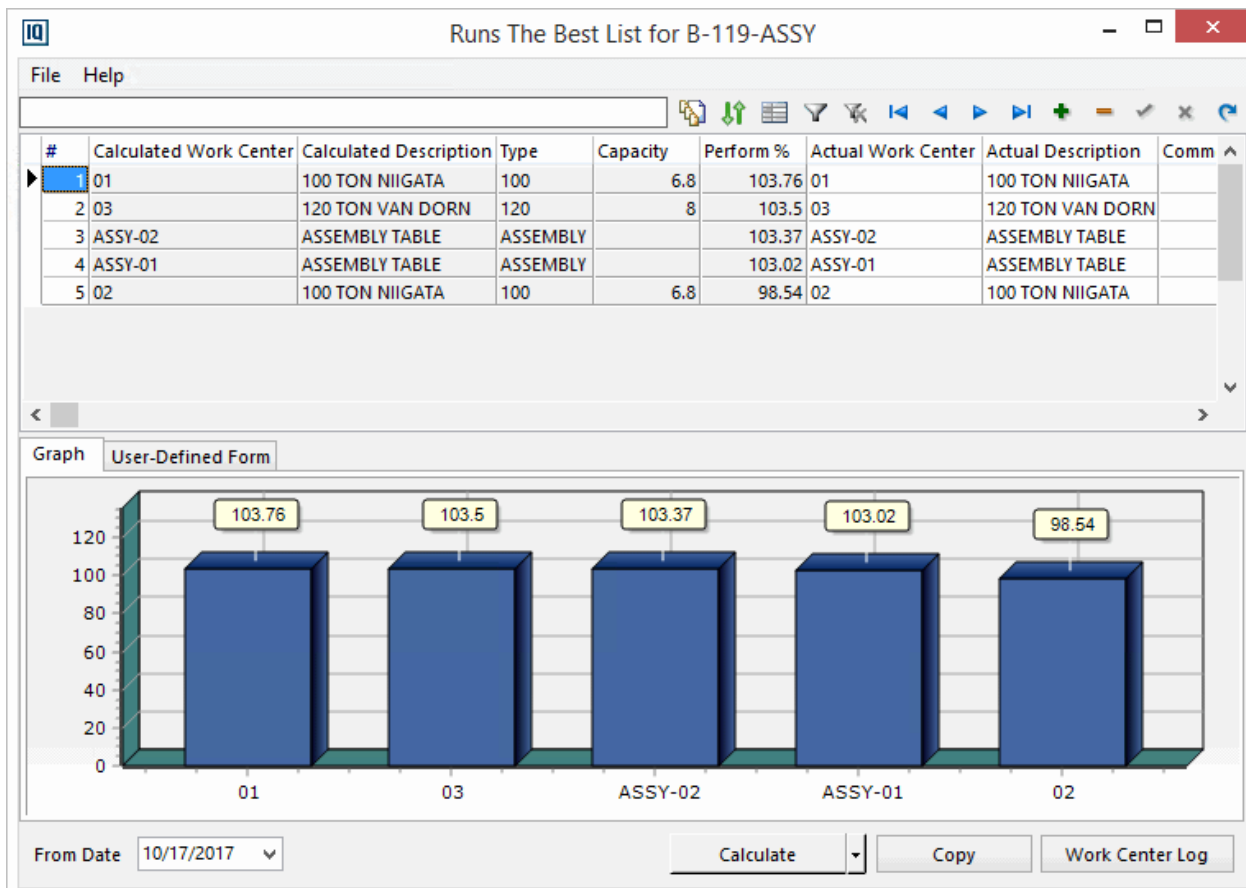 IQ Runs The Best List for B-119-ASSY
File Help
# Calculated Work Center Calculated Description Type Capacity Perform % Actual Work Center Actual Description Comm
1 01 100 TON NIIGATA 100 6.8 103.76 01 100 TON NIIGATA
2 03 120 TON VAN DORN 120 8 103.5 03 120 TON VAN DORN
3 ASSY-02 ASSEMBLY TABLE ASSEMBLY 103.37 ASSY-02 ASSEMBLY TABLE
4 ASSY-01 ASSEMBLY TABLE ASSEMBLY 103.02 ASSY-01 ASSEMBLY TABLE
5 02 100 TON NIIGATA 100 6.8 98.54 02 100 TON NIIGATA
Graph User-Defined Form
103.76 103.5 103.37 103.02 98.54
120
100
80
60
40
20
0
01 03 ASSY-02 ASSY-01 02
From Date 10/17/2017 Calculate Copy Work Center Log